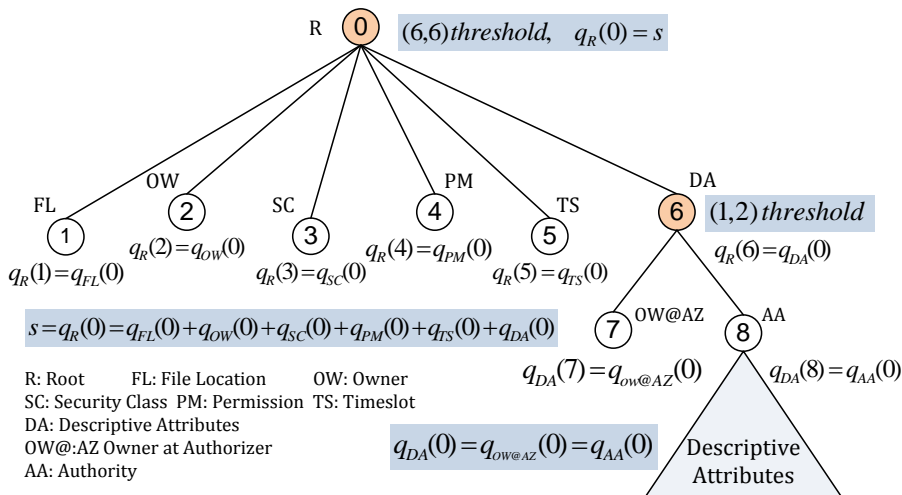 R 0 (6,6) threshold, q_R(0) = s
OW PM DA
FL SC TS
1 2 3 4 5 6 (1,2) threshold
q_R(1) = q_FL(0) q_R(2) = q_OW(0) q_R(3) = q_SC(0) q_R(4) = q_PM(0) q_R(5) = q_TS(0) q_R(6) = q_DA(0)
s = q_R(0) = q_FL(0) + q_OW(0) + q_SC(0) + q_PM(0) + q_TS(0) + q_DA(0)
7 OW@AZ 8 AA
q_DA(7) = q_ow@AZ(0) q_DA(8) = q_AA(0)
R: Root FL: File Location OW: Owner
SC: Security Class PM: Permission TS: Timeslot
DA: Descriptive Attributes
OW@:AZ Owner at Authorizer
AA: Authority
q_DA(0) = q_OW@AZ(0) = q_AA(0)
Descriptive
Attributes